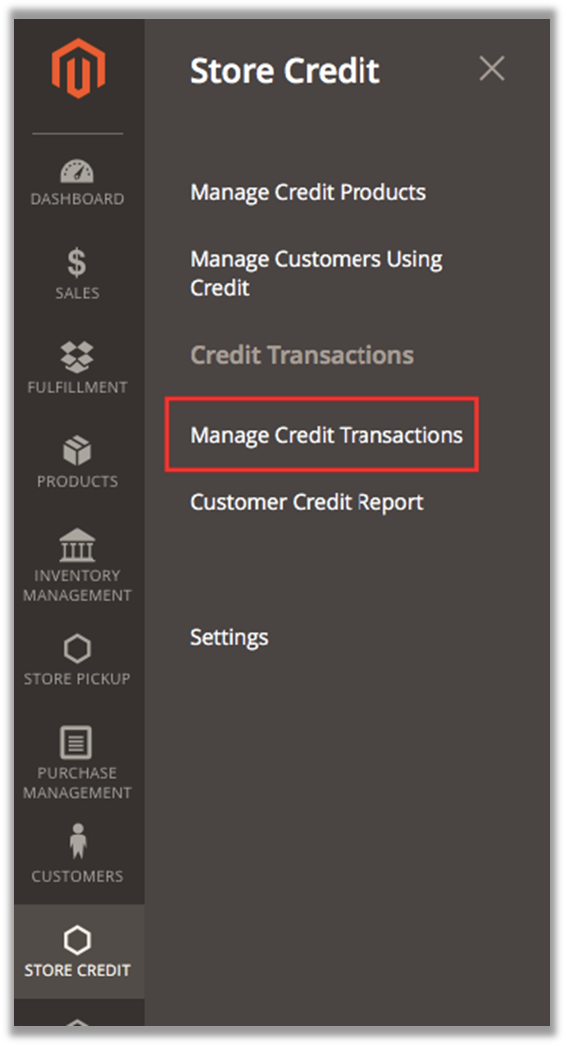 Store Credit
DASHBOARD
SALES
FULFILLMENT
PRODUCTS
INVENTORY
MANAGEMENT
STORE PICKUP
PURCHASE
MANAGEMENT
CUSTOMERS
STORE CREDIT
Manage Credit Products
Manage Customers Using
Credit
Credit Transactions
Manage Credit Transactions
Customer Credit Report
Settings